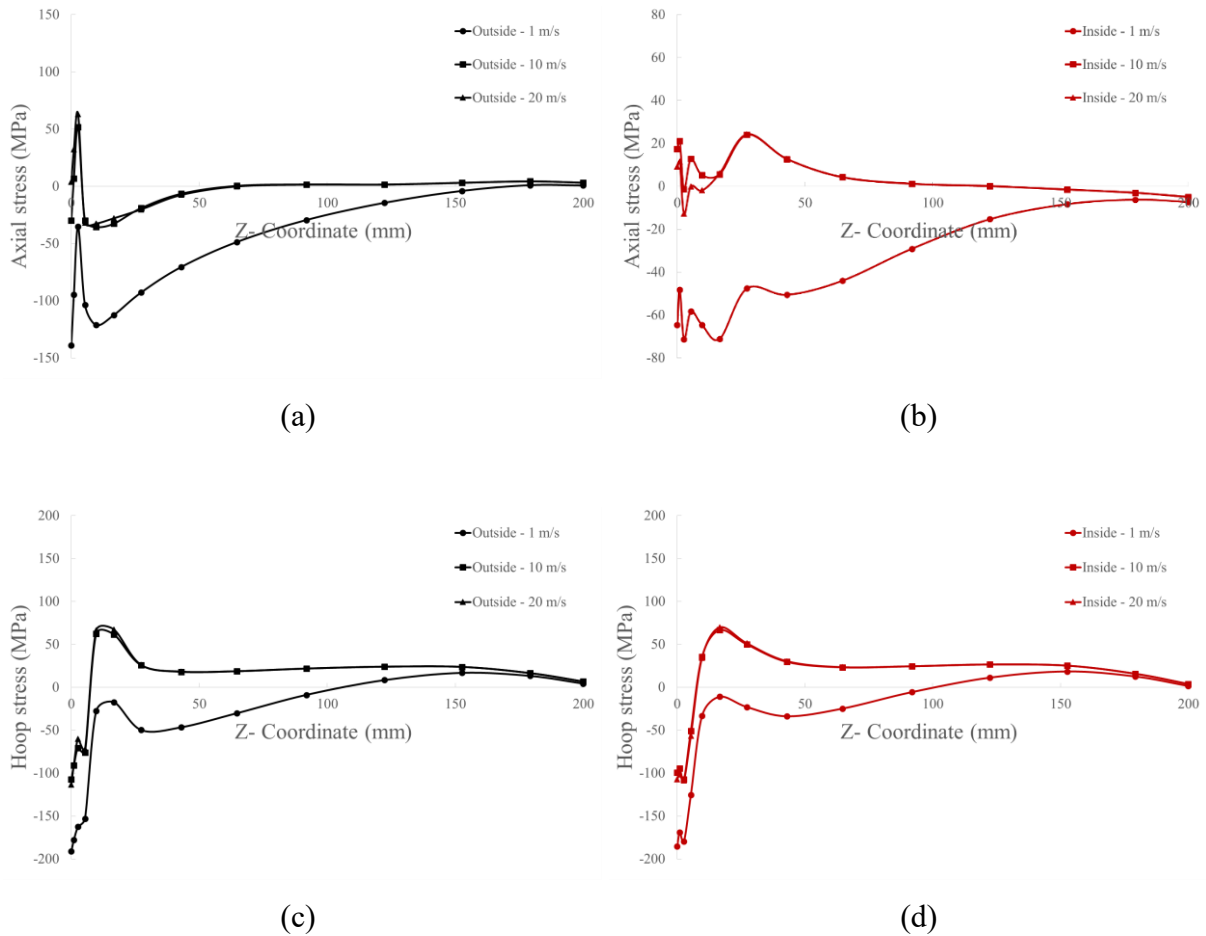 150
100
50
0
-50
-100
-150
0
50
100
150
200
Axial stress (MPa)
Z- Coordinate (mm)
Outside - 1 m/s
Outside - 10 m/s
Outside - 20 m/s
(a)
80
60
40
20
0
-20
-40
-60
-80
0
50
100
150
200
Axial stress (MPa)
Z- Coordinate (mm)
Inside - 1 m/s
Inside - 10 m/s
Inside - 20 m/s
(b)
200
150
100
50
0
-50
-100
-150
-200
0
50
100
150
200
Hoop stress (MPa)
Z- Coordinate (mm)
Outside - 1 m/s
Outside - 10 m/s
Outside - 20 m/s
(c)
200
150
100
50
0
-50
-100
-150
-200
0
50
100
150
200
Hoop stress (MPa)
Z- Coordinate (mm)
Inside - 1 m/s
Inside - 10 m/s
Inside - 20 m/s
(d)